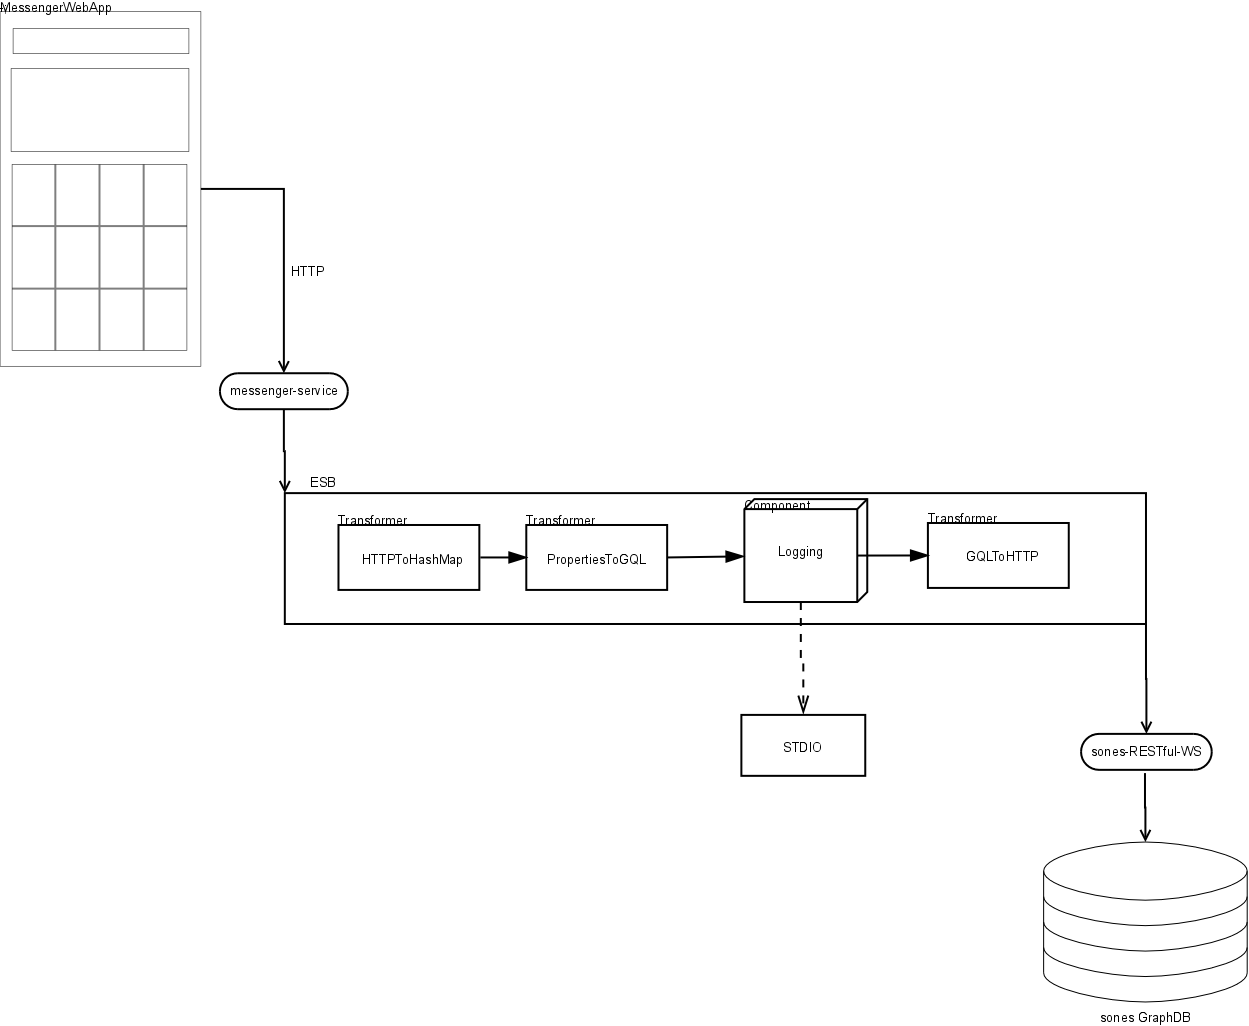 MessengerWebApp
HTTP
messenger-service
ESB
Transformer
HTTPToHashMap
Transformer
PropertiesToGQL
Component
Logging
Transformer
GQLToHTTP
STDIO
sones-RESTful-WS
sones GraphDB